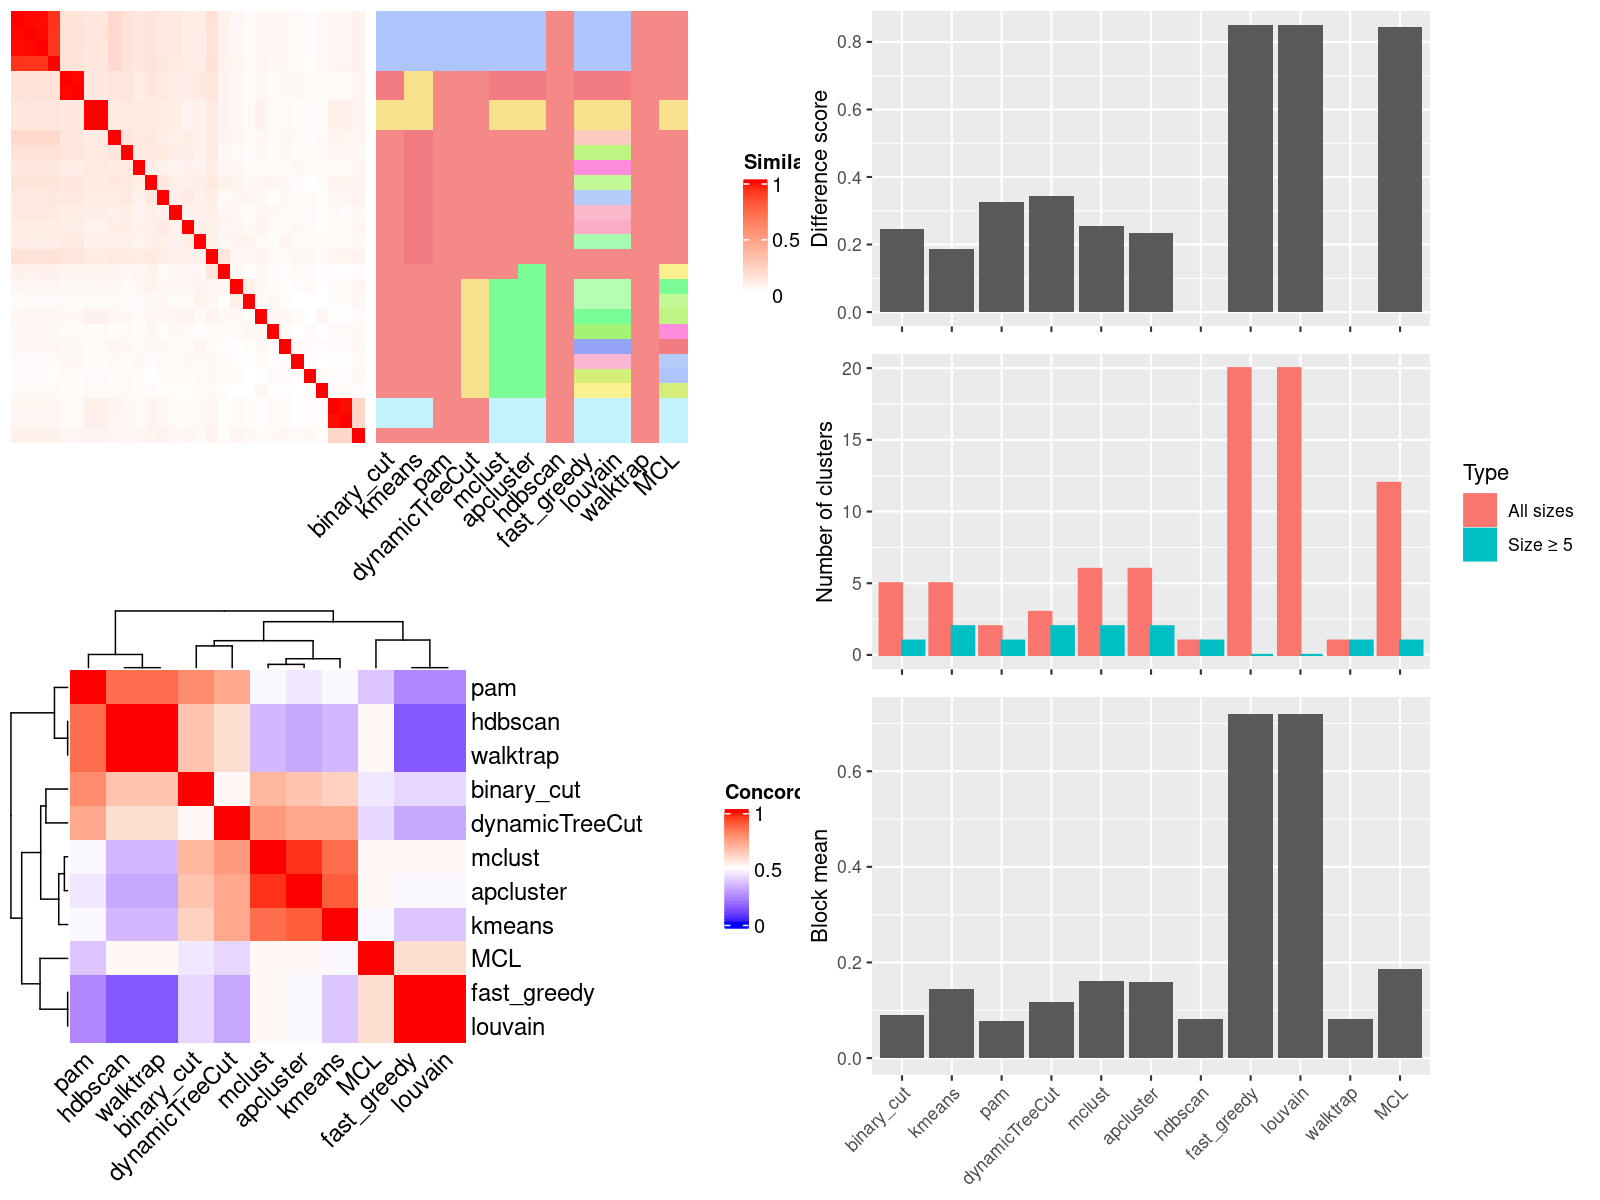 Simila
1
0.5
0
binary_cut
kmeans
pam
dynamicTreeCut
mclust
apcluster
hdbscan
fast_greedy
louvain
walktrap
MCL
pam
hdbscan
walktrap
binary_cut
dynamicTreeCut
mclust
apcluster
kmeans
MCL
fast_greedy
louvain
Concord
1
0.5
0
pam
hdbscan
walktrap
binary_cut
dynamicTreeCut
mclust
apcluster
kmeans
MCL
fast_greedy
louvain
Difference score
0.8
0.6
0.4
0.2
0.0
Number of clusters
20
15
10
5
0
Type
All sizes
Size ≥ 5
Block mean
0.6
0.4
0.2
0.0
binary_cut
kmeans
pam
dynamicTreeCut
mclust
apcluster
hdbscan
fast_greedy
louvain
walktrap
MCL